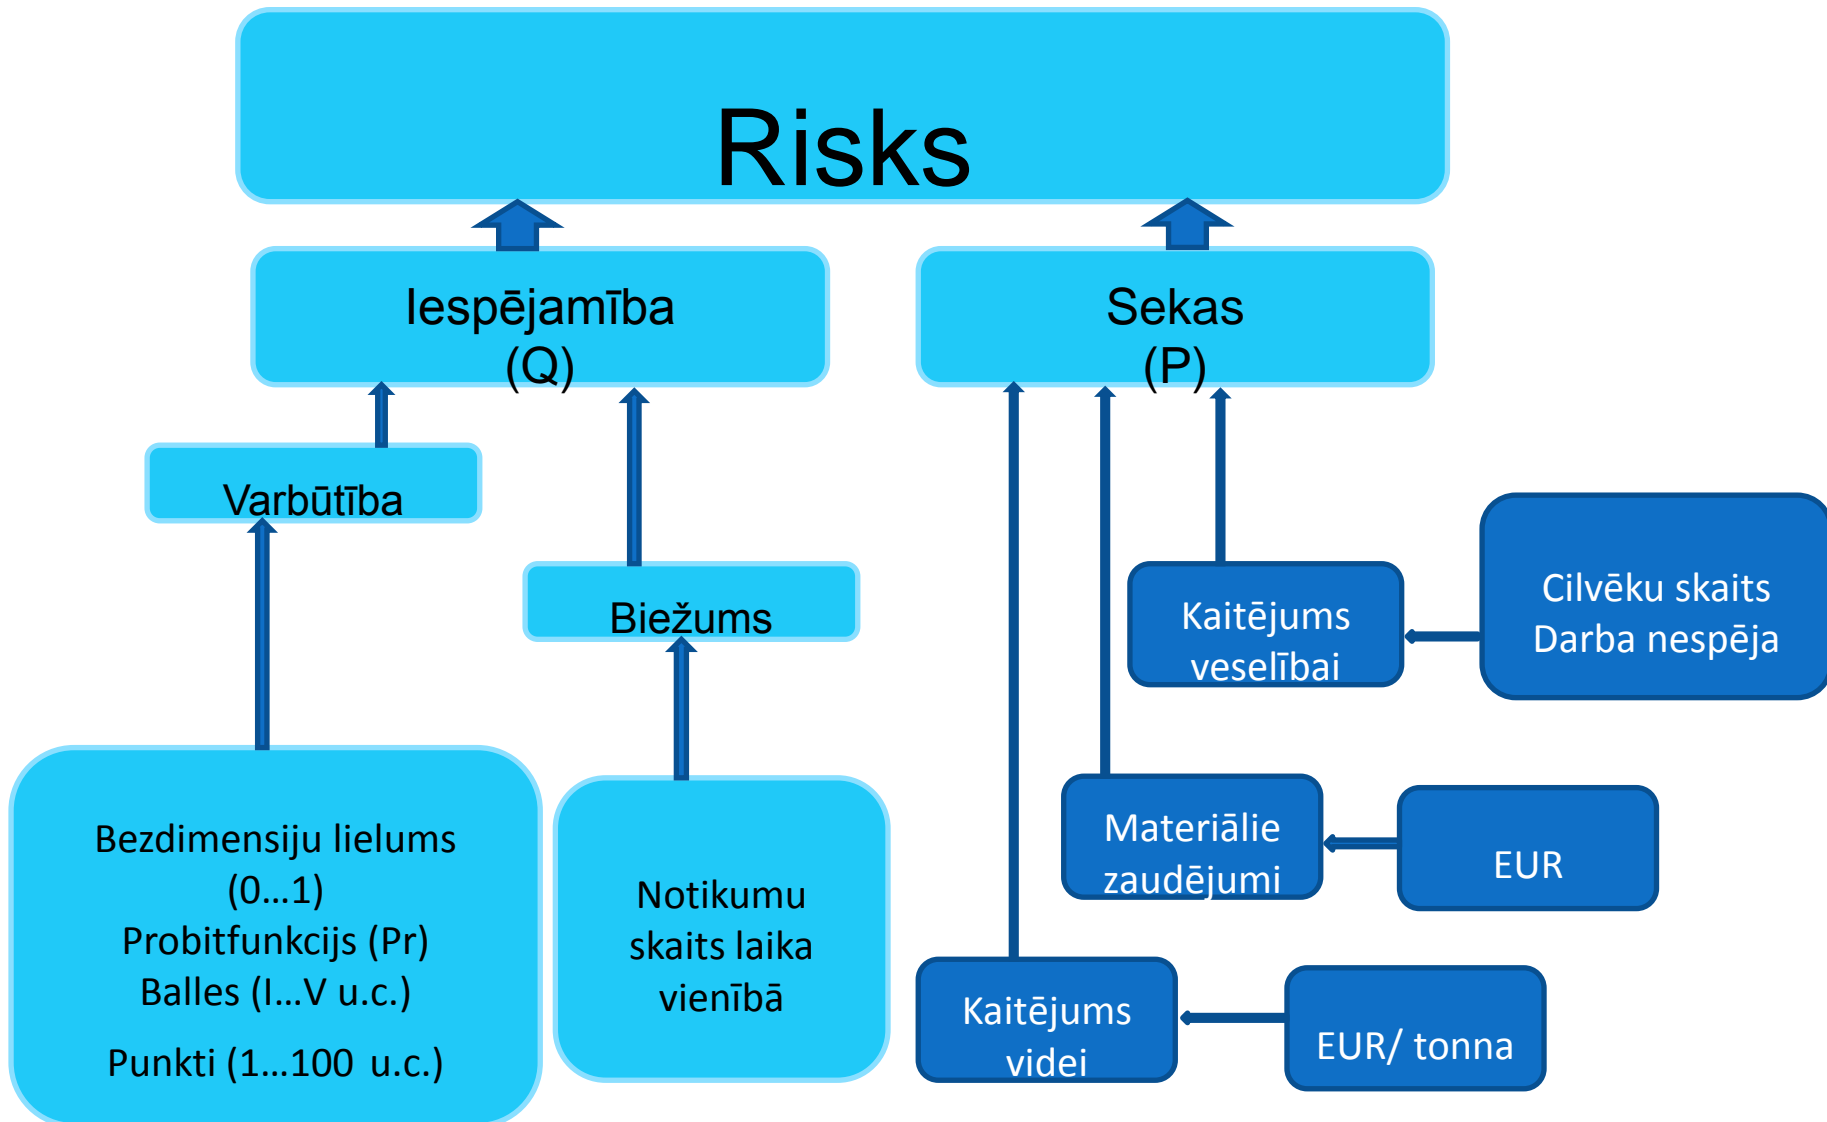 Risks
Iespējamība
(Q)
Sekas
(P)
Varbūtība
Biežums
Kaitējums
veselībai
Cilvēku skaits
Darba nespēja
Bezdimensiju lielums
(0...1)
Probitfunkcijs (Pr)
Balles (I...V u.c.)
Punkti (1...100 u.c.)
Notikumu
skaits laika
vienībā
Materiālie
zaudējumi
EUR
Kaitējums
videi
EUR/ tonna